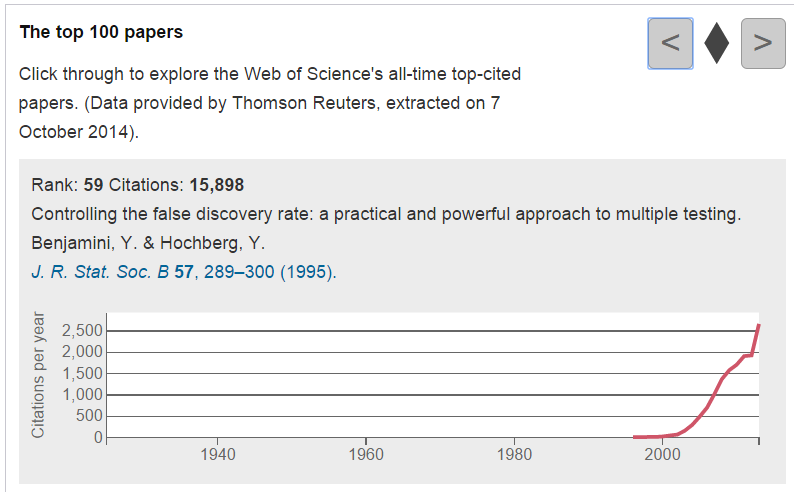 The top 100 papers
< >
Click through to explore the Web of Science's all-time top-cited
papers. (Data provided by Thomson Reuters, extracted on 7
October 2014).
Rank: 59 Citations: 15,898
Controlling the false discovery rate: a practical and powerful approach to multiple testing.
Benjamini, Y. & Hochberg, Y.
J. R. Stat. Soc. B 57, 289–300 (1995).
Citations per year
2,500
2,000
1,500
1,000
500
0
1940 1960 1980 2000